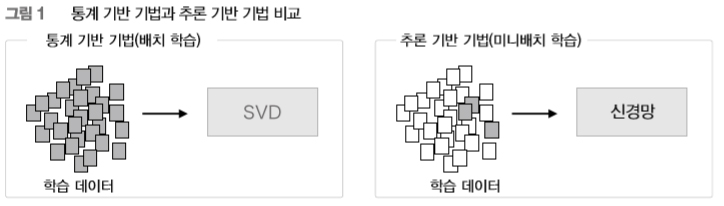 그림 1 통계 기반 기법과 추론 기반 기법 비교
통계 기반 기법(배치 학습)
SVD
학습 데이터
추론 기반 기법(미니배치 학습)
신경망
학습 데이터